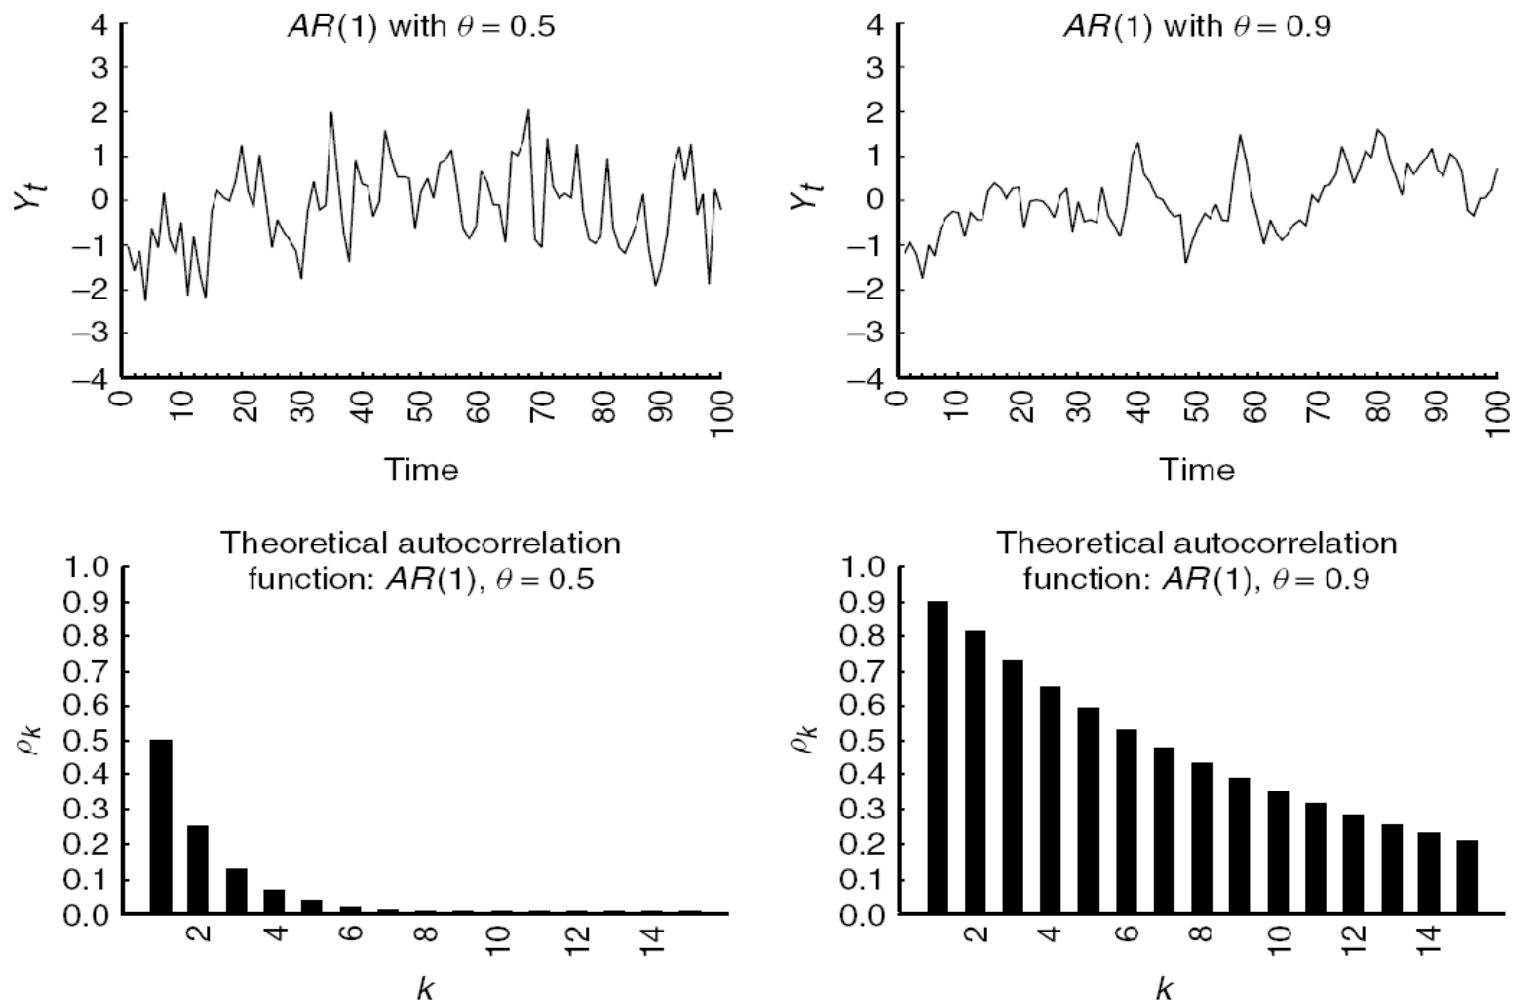 AR(1) with θ = 0.5
4
3
2
1
0
−1
−2
−3
−4
Yt
0 10 20 30 40 50 60 70 80 90 100
Time
AR(1) with θ = 0.9
4
3
2
1
0
−1
−2
−3
−4
Yt
0 10 20 30 40 50 60 70 80 90 100
Time
Theoretical autocorrelation
function: AR(1), θ = 0.5
1.0
0.9
0.8
0.7
0.6
0.5
0.4
0.3
0.2
0.1
0.0
ρk
2 4 6 8 10 12 14
k
Theoretical autocorrelation
function: AR(1), θ = 0.9
1.0
0.9
0.8
0.7
0.6
0.5
0.4
0.3
0.2
0.1
0.0
ρk
2 4 6 8 10 12 14
k